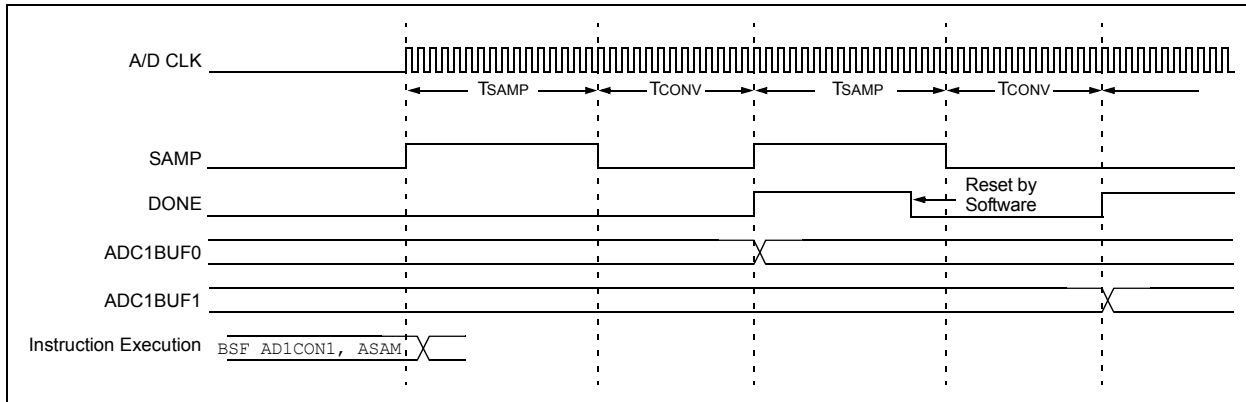 A/D CLK
TSAMP TCONV TSAMP TCONV
SAMP
DONE
Reset by
Software
ADC1BUF0
ADC1BUF1
Instruction Execution BSF AD1CON1, ASAM